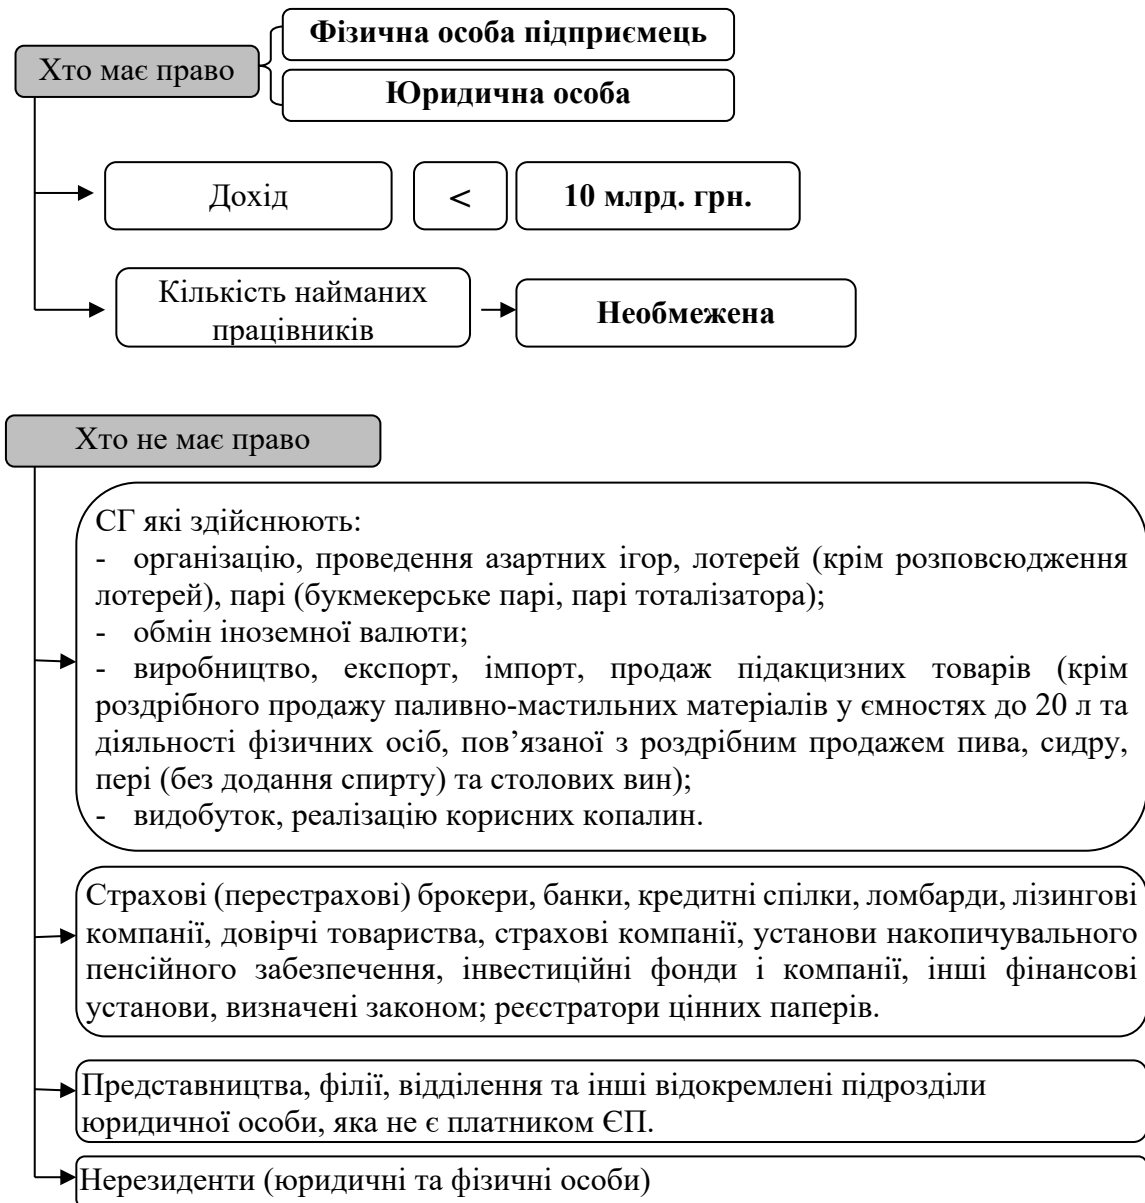 Фізична особа підприємець
Хто має право
Юридична особа
Дохід < 10 млрд. грн.
Кількість найманих
працівників
Необмежена
Хто не має право
СГ які здійснюють:
- організацію, проведення азартних ігор, лотерей (крім розповсюдження
лотерей), парі (букмекерське парі, парі тоталізатора);
- обмін іноземної валюти;
- виробництво, експорт, імпорт, продаж підакцизних товарів (крім
роздрібного продажу паливно-мастильних матеріалів у ємностях до 20 л та
діяльності фізичних осіб, пов’язаної з роздрібним продажем пива, сидру,
пері (без додання спирту) та столових вин);
- видобуток, реалізацію корисних копалин.
Страхові (перестрахові) брокери, банки, кредитні спілки, ломбарди, лізингові
компанії, довірчі товариства, страхові компанії, установи накопичувального
пенсійного забезпечення, інвестиційні фонди і компанії, інші фінансові
установи, визначені законом; реєстратори цінних паперів.
Представництва, філії, відділення та інші відокремлені підрозділи
юридичної особи, яка не є платником ЄП.
Нерезиденти (юридичні та фізичні особи)